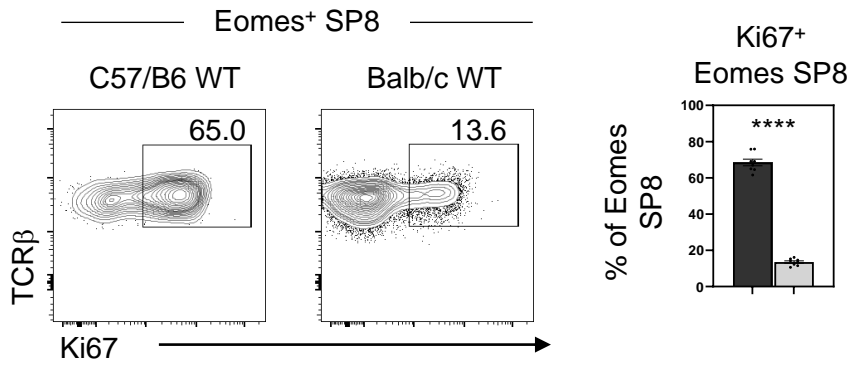 Eomes⁺ SP8
C57/B6 WT
Balb/c WT
65.0
13.6
TCRβ
Ki67
Ki67⁺
Eomes SP8
% of Eomes
SP8
100
80
60
40
20
0
****